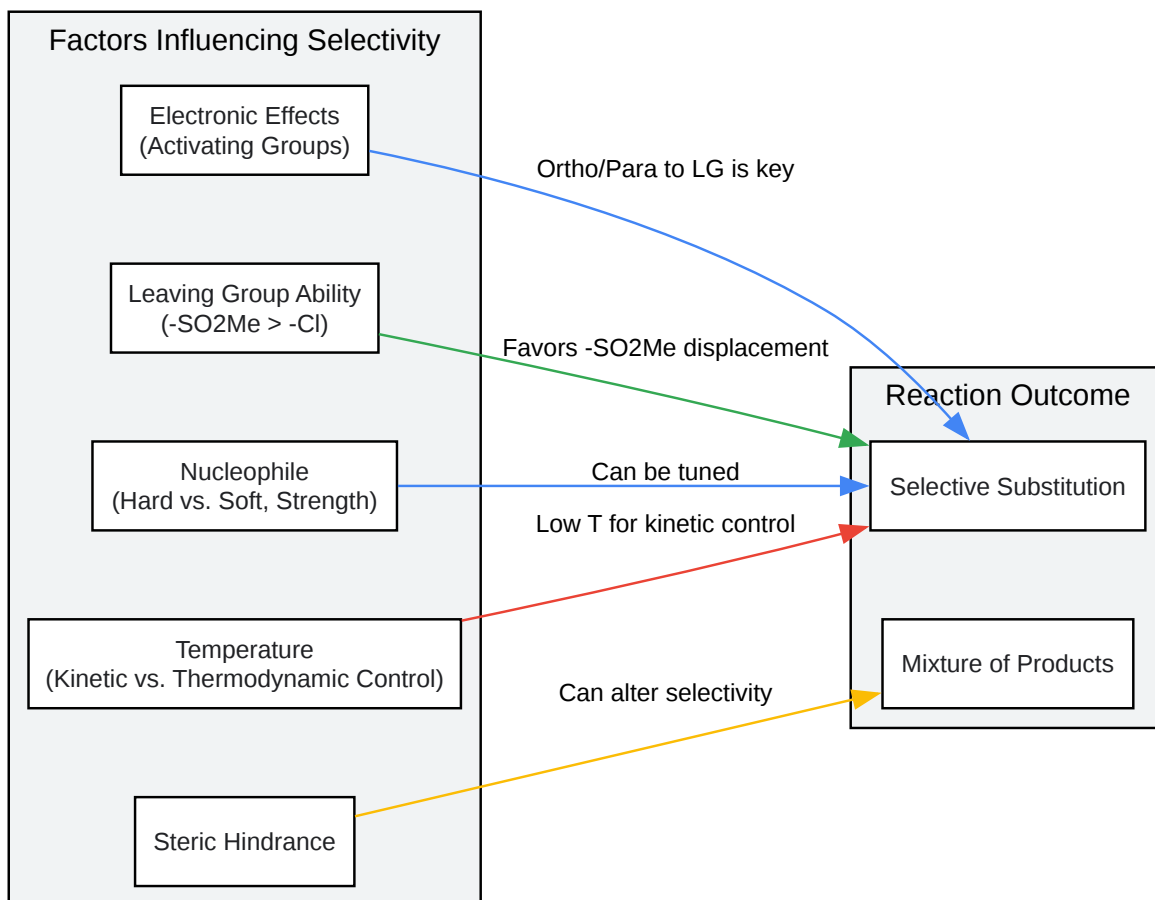 Factors Influencing Selectivity
Electronic Effects
(Activating Groups)
Ortho/Para to LG is key
Leaving Group Ability
(-SO2Me > -Cl)
Favors -SO2Me displacement
Reaction Outcome
Nucleophile
(Hard vs. Soft, Strength)
Can be tuned
Selective Substitution
Low T for kinetic control
Temperature
(Kinetic vs. Thermodynamic Control)
Mixture of Products
Can alter selectivity
Steric Hindrance